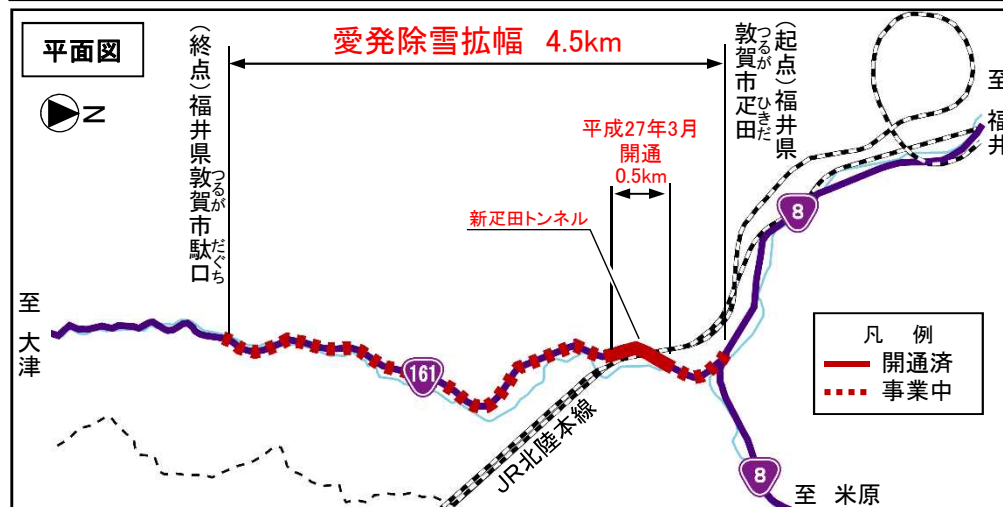 平面図
N
愛発除雪拡幅 4.5km
(終点)福井県敦賀市駄口
つるが
だぐち
(起点)福井県
敦賀市疋田
つるが
ひきだ
至 福井
平成27年3月
開通
0.5km
新疋田トンネル
8
至 大津
161
JR北陸本線
凡 例
開通済
事業中
8
至 米原